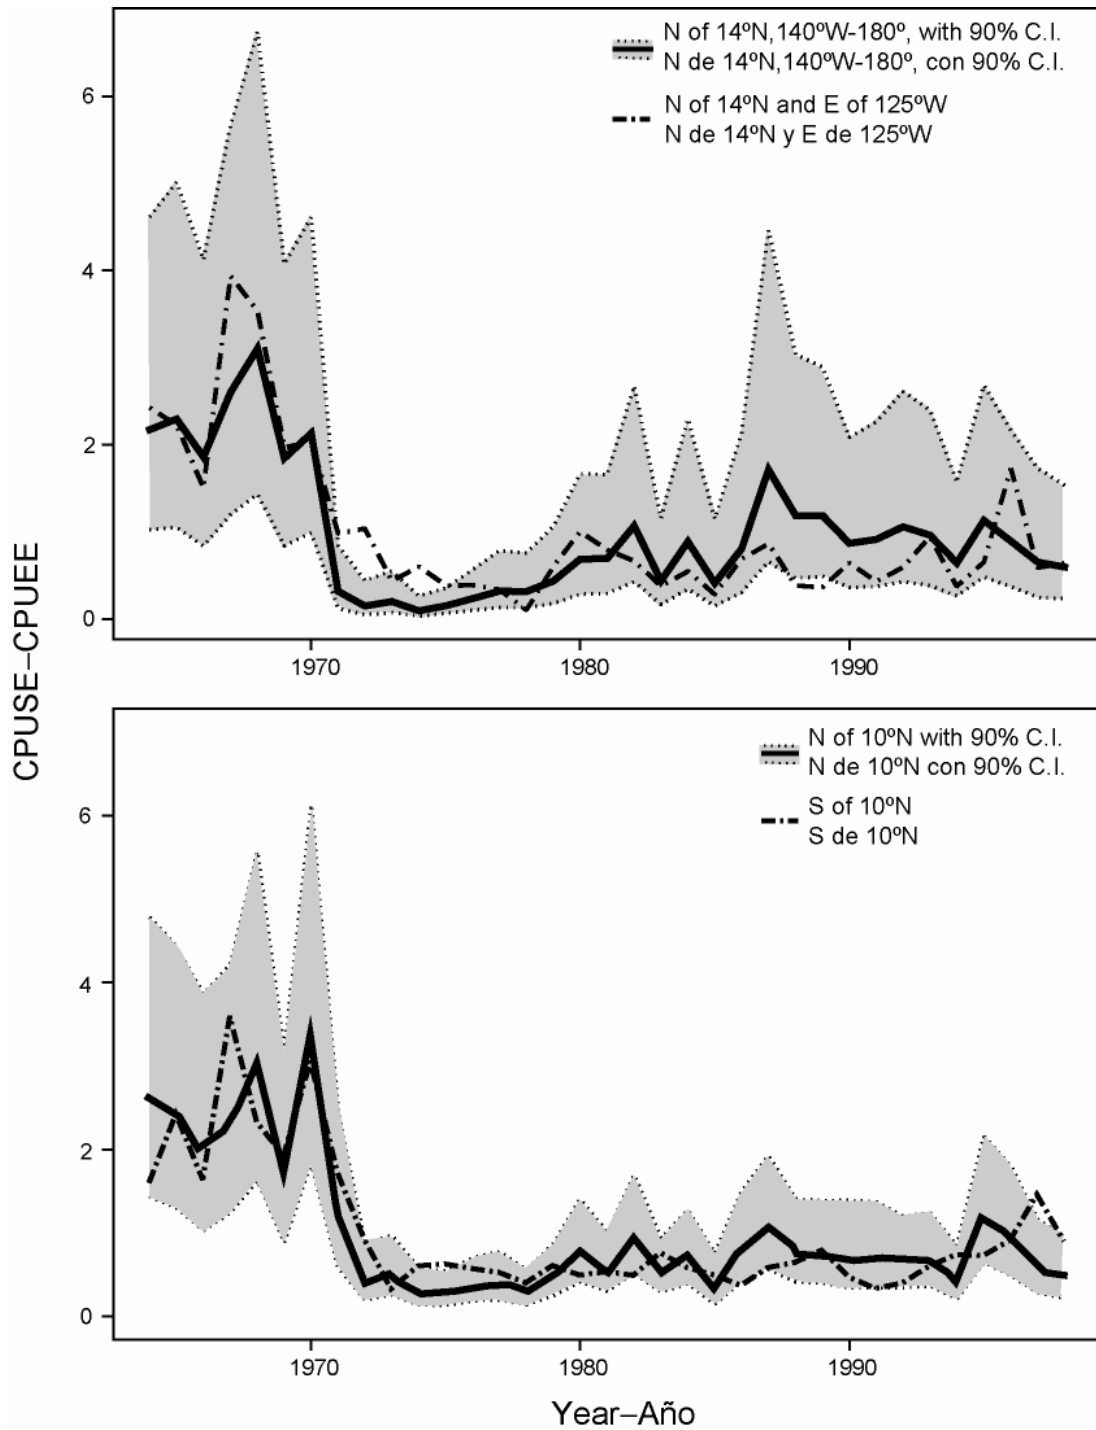 N of 14ºN,140ºW-180º, with 90% C.I.
N de 14ºN,140ºW-180º, con 90% C.I.
N of 14ºN and E of 125ºW
N de 14ºN y E de 125ºW
6
4
2
0
1970
1980
1990
CPUSE–CPUEE
N of 10ºN with 90% C.I.
N de 10ºN con 90% C.I.
S of 10ºN
S de 10ºN
6
4
2
0
1970
1980
1990
Year–Año